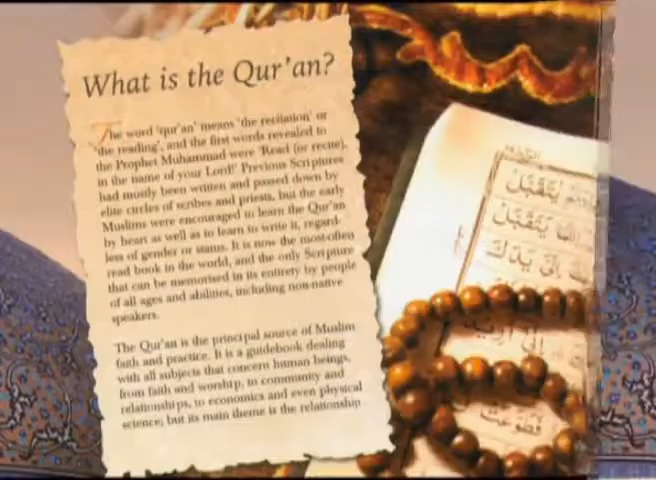 What is the Qur'an?
The word 'qur'an' means 'the recitation' or
'the reading', and the first words revealed to
the Prophet Muhammad were 'Read (or recite),
in the name of your Lord!' Previous Scriptures
had mostly been written and passed down by
elite circles of scribes and priests, but the early
Muslims were encouraged to learn the Qur'an
by heart as well as to learn to write it, regard-
less of gender or status. It is now the most-often
read book in the world, and the only Scripture
that can be memorised in its entirety by people
of all ages and abilities, including non-native
speakers.
The Qur'an is the principal source of Muslim
faith and practice. It is a guidebook dealing
with all subjects that concern human beings,
from faith and worship, to community and
relationships, to economics and even physical
science; but its main theme is the relationship
يتقبل
يتقبل
إلى يدك
إلى